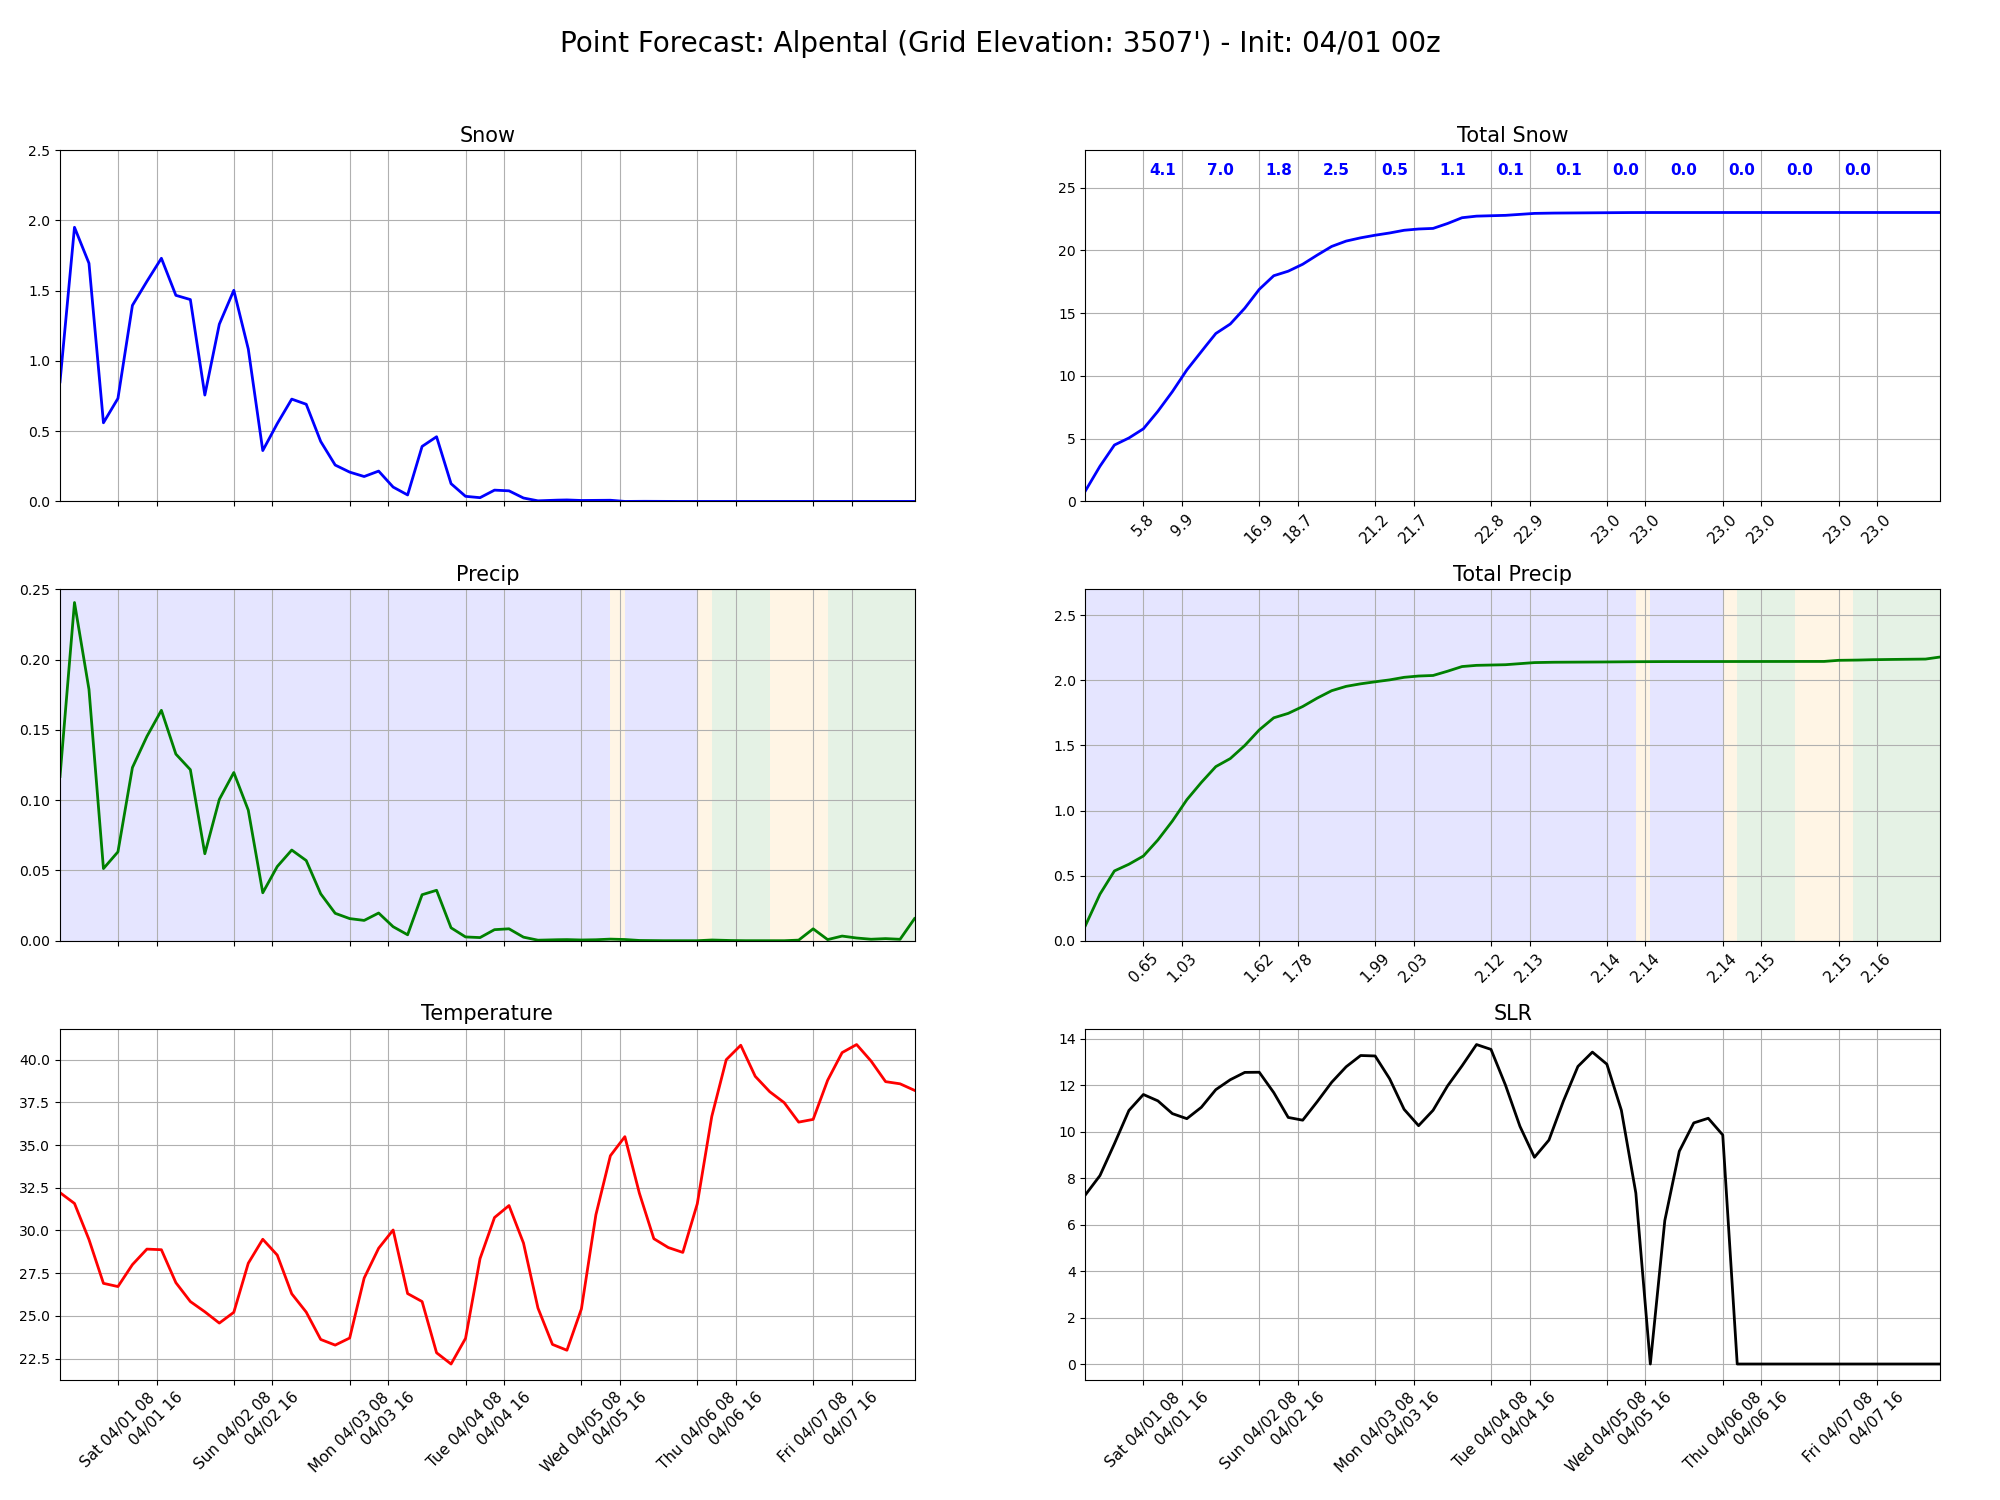 Point Forecast: Alpental (Grid Elevation: 3507') - Init: 04/01 00z
Snow
2.5
2.0
1.5
1.0
0.5
0.0
Total Snow
4.1 7.0 1.8 2.5 0.5 1.1 0.1 0.1 0.0 0.0 0.0 0.0 0.0
25
20
15
10
5
0
5.8 9.9 16.9 18.7 21.2 21.7 22.8 22.9 23.0 23.0 23.0 23.0 23.0 23.0
Precip
0.25
0.20
0.15
0.10
0.05
0.00
Total Precip
2.5
2.0
1.5
1.0
0.5
0.0
0.65 1.03 1.62 1.78 1.99 2.03 2.12 2.13 2.14 2.14 2.14 2.15 2.15 2.16
Temperature
40.0
37.5
35.0
32.5
30.0
27.5
25.0
22.5
Sat 04/01 08
04/01 16
Sun 04/02 08
04/02 16
Mon 04/03 08
04/03 16
Tue 04/04 08
04/04 16
Wed 04/05 08
04/05 16
Thu 04/06 08
04/06 16
Fri 04/07 08
04/07 16
SLR
14
12
10
8
6
4
2
0
Sat 04/01 08
04/01 16
Sun 04/02 08
04/02 16
Mon 04/03 08
04/03 16
Tue 04/04 08
04/04 16
Wed 04/05 08
04/05 16
Thu 04/06 08
04/06 16
Fri 04/07 08
04/07 16